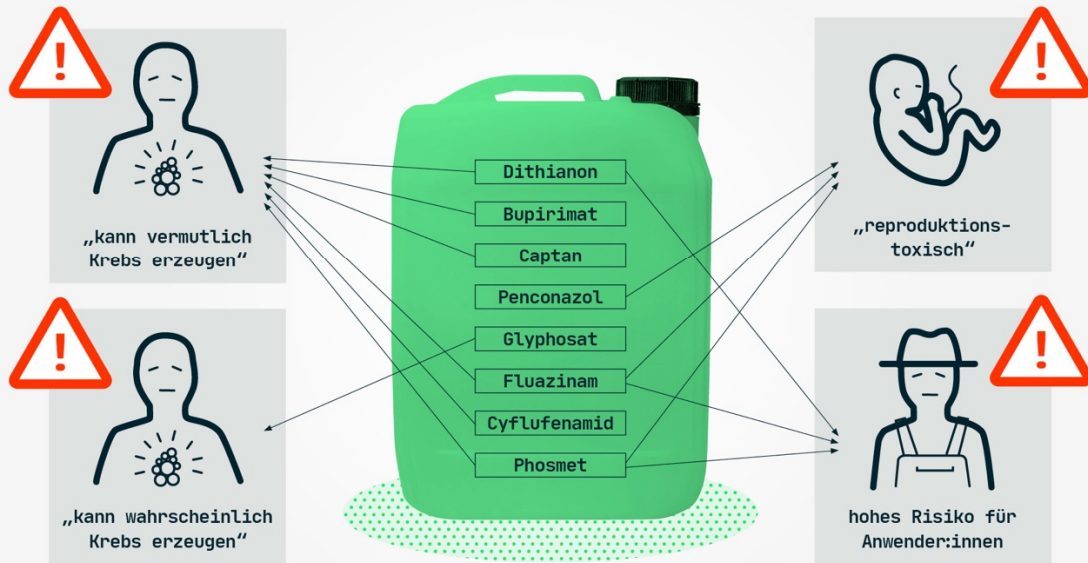 !
!
„kann vermutlich
Krebs erzeugen“
!
„kann wahrscheinlich
Krebs erzeugen“
Dithianon
Bupirimat
Captan
Penconazol
Glyphosat
Fluazinam
Cyflufenamid
Phosmet
„reproduktions-
toxisch“
!
hohes Risiko für
Anwender:innen